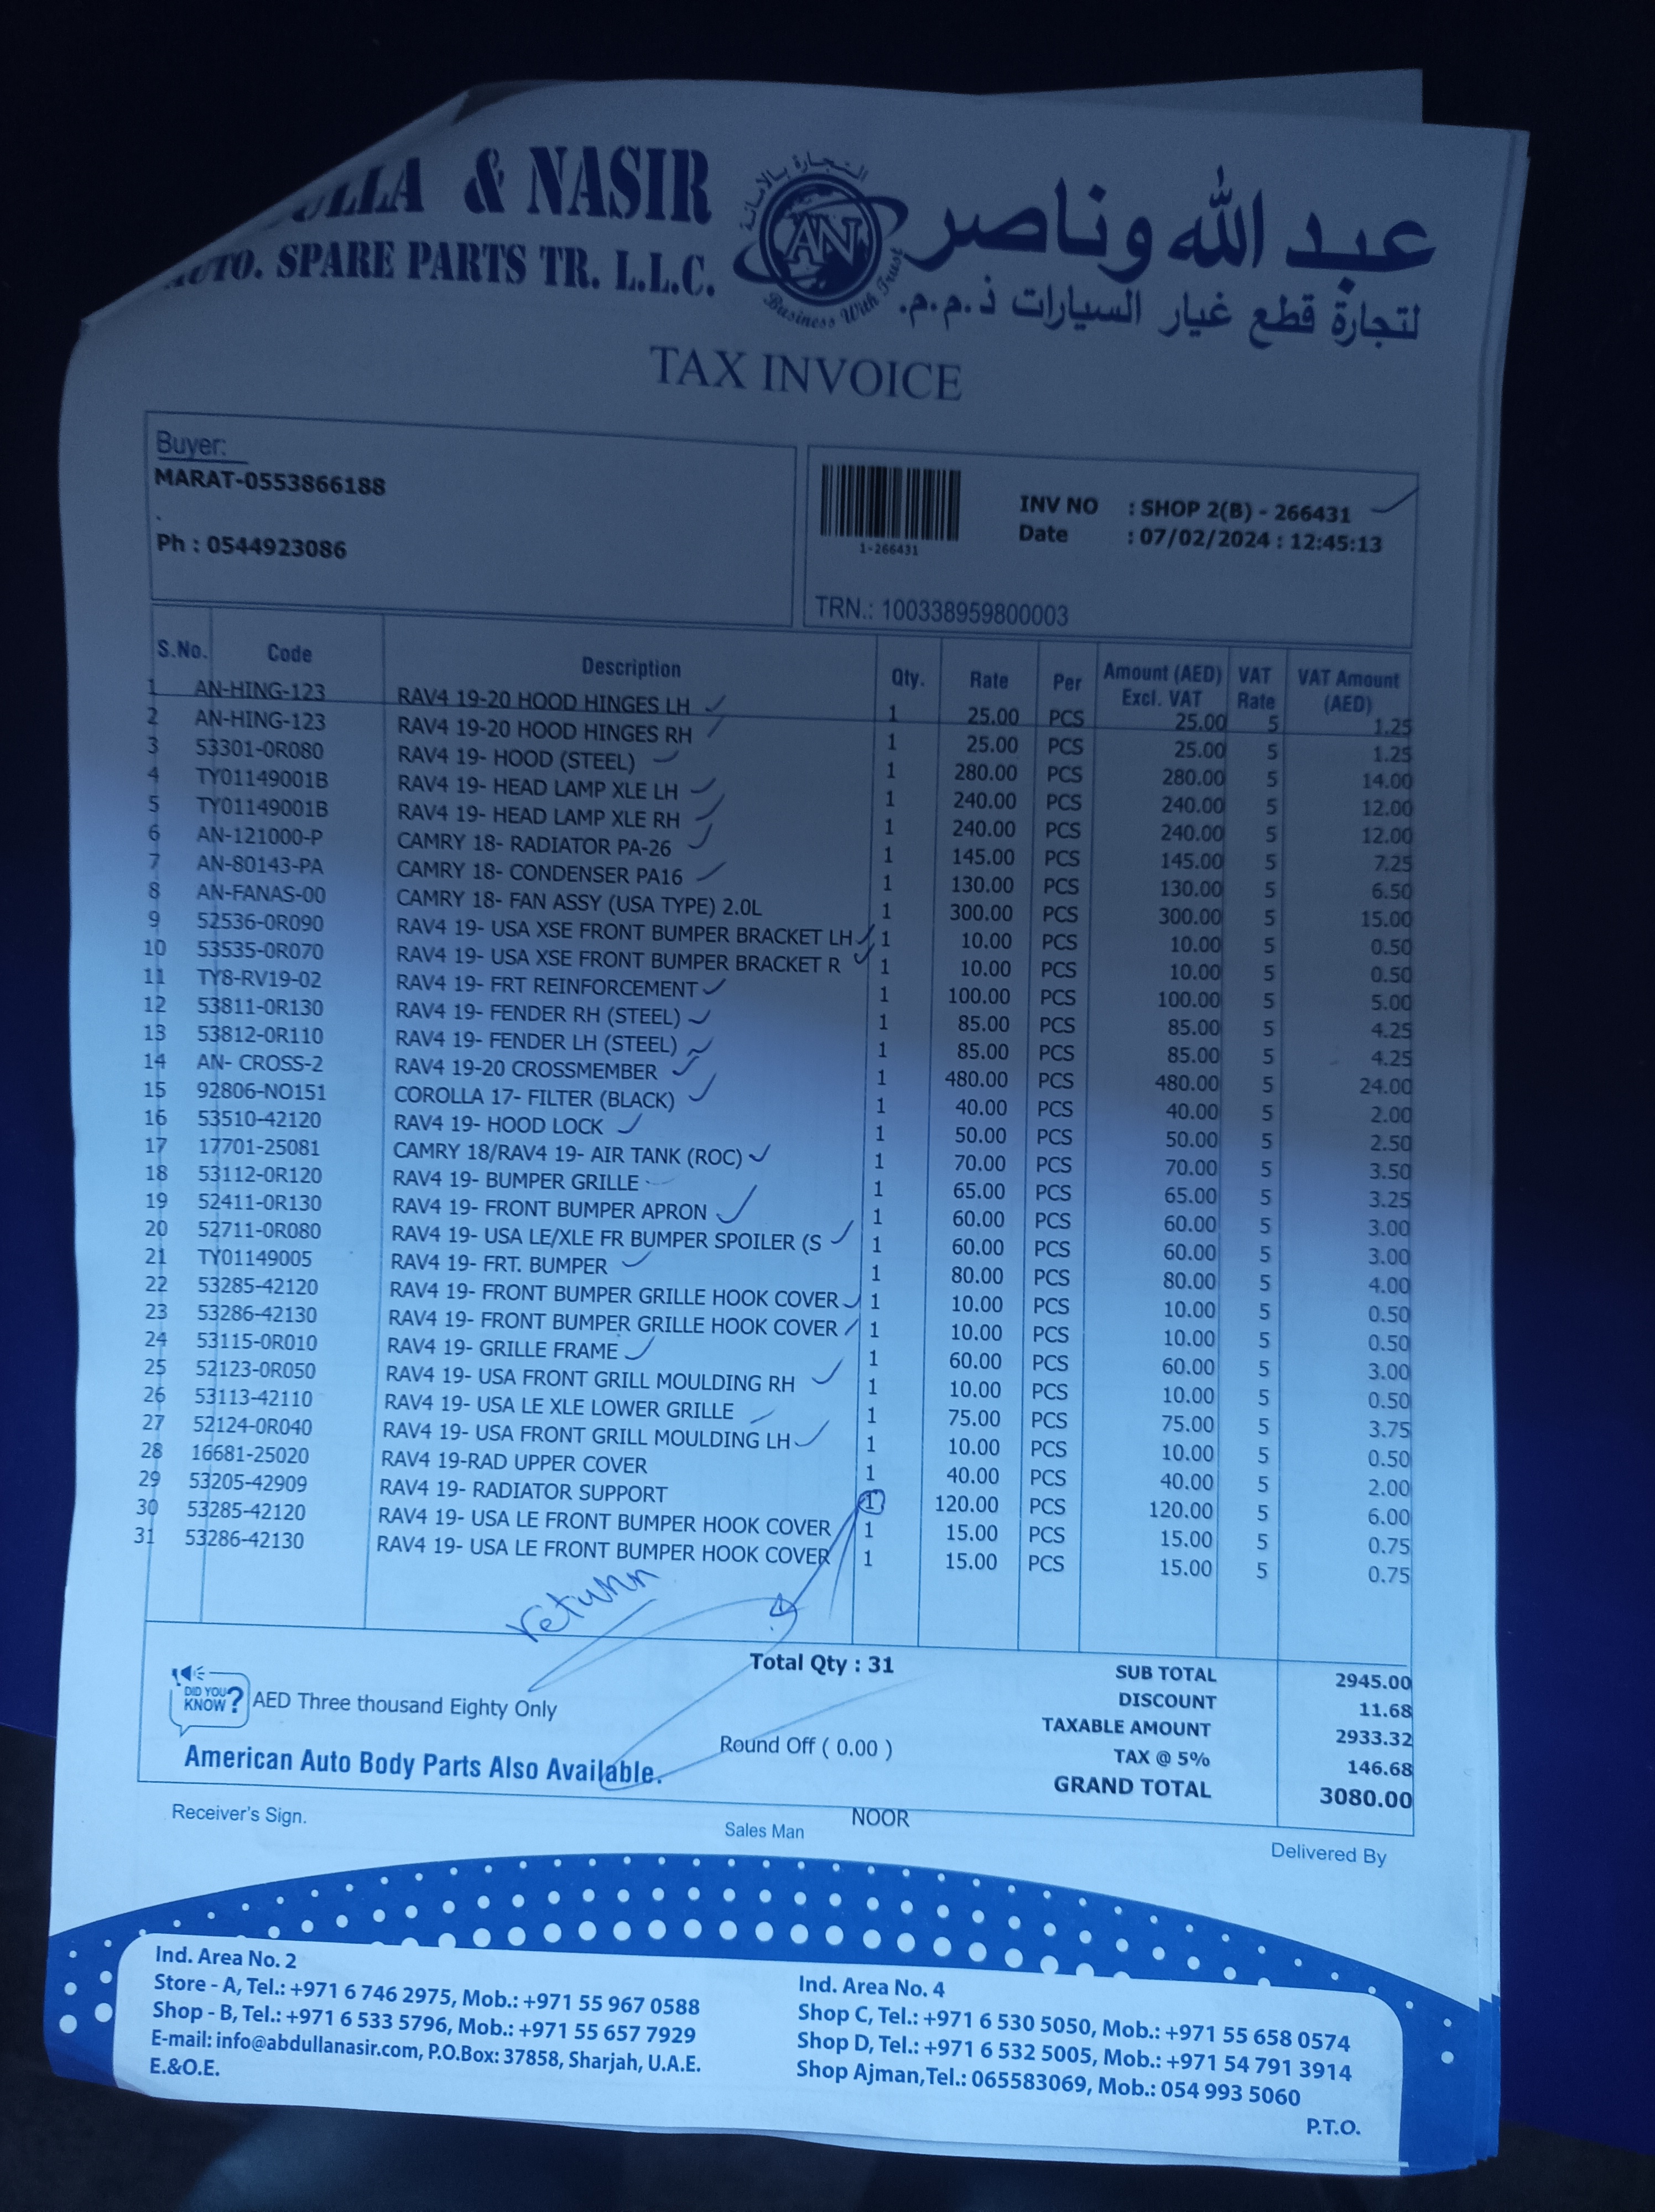 ULLA & NASIR
AUTO. SPARE PARTS TR. L.L.C.
التجارة بالامانة
AN
Business With Trust
عبد الله وناصر
لتجارة قطع غيار السيارات ذ.م.م.
TAX INVOICE
Buyer:
MARAT-0553866188
.
Ph : 0544923086
1-266431
INV NO : SHOP 2(B) - 266431
Date : 07/02/2024 : 12:45:13
TRN.: 100338959800003
S.No. Code Description Qty. Rate Per Amount (AED) Excl. VAT VAT Rate VAT Amount (AED)
1 AN-HING-123 RAV4 19-20 HOOD HINGES LH 1 25.00 PCS 25.00 5 1.25
2 AN-HING-123 RAV4 19-20 HOOD HINGES RH 1 25.00 PCS 25.00 5 1.25
3 53301-0R080 RAV4 19- HOOD (STEEL) 1 280.00 PCS 280.00 5 14.00
4 TY01149001B RAV4 19- HEAD LAMP XLE LH 1 240.00 PCS 240.00 5 12.00
5 TY01149001B RAV4 19- HEAD LAMP XLE RH 1 240.00 PCS 240.00 5 12.00
6 AN-121000-P CAMRY 18- RADIATOR PA-26 1 145.00 PCS 145.00 5 7.25
7 AN-80143-PA CAMRY 18- CONDENSER PA16 1 130.00 PCS 130.00 5 6.50
8 AN-FANAS-00 CAMRY 18- FAN ASSY (USA TYPE) 2.0L 1 300.00 PCS 300.00 5 15.00
9 52536-0R090 RAV4 19- USA XSE FRONT BUMPER BRACKET LH 1 10.00 PCS 10.00 5 0.50
10 53535-0R070 RAV4 19- USA XSE FRONT BUMPER BRACKET R 1 10.00 PCS 10.00 5 0.50
11 TY8-RV19-02 RAV4 19- FRT REINFORCEMENT 1 100.00 PCS 100.00 5 5.00
12 53811-0R130 RAV4 19- FENDER RH (STEEL) 1 85.00 PCS 85.00 5 4.25
13 53812-0R110 RAV4 19- FENDER LH (STEEL) 1 85.00 PCS 85.00 5 4.25
14 AN- CROSS-2 RAV4 19-20 CROSSMEMBER 1 480.00 PCS 480.00 5 24.00
15 92806-NO151 COROLLA 17- FILTER (BLACK) 1 40.00 PCS 40.00 5 2.00
16 53510-42120 RAV4 19- HOOD LOCK 1 50.00 PCS 50.00 5 2.50
17 17701-25081 CAMRY 18/RAV4 19- AIR TANK (ROC) 1 70.00 PCS 70.00 5 3.50
18 53112-0R120 RAV4 19- BUMPER GRILLE 1 65.00 PCS 65.00 5 3.25
19 52411-0R130 RAV4 19- FRONT BUMPER APRON 1 60.00 PCS 60.00 5 3.00
20 52711-0R080 RAV4 19- USA LE/XLE FR BUMPER SPOILER (S 1 60.00 PCS 60.00 5 3.00
21 TY01149005 RAV4 19- FRT. BUMPER 1 80.00 PCS 80.00 5 4.00
22 53285-42120 RAV4 19- FRONT BUMPER GRILLE HOOK COVER 1 10.00 PCS 10.00 5 0.50
23 53286-42130 RAV4 19- FRONT BUMPER GRILLE HOOK COVER 1 10.00 PCS 10.00 5 0.50
24 53115-0R010 RAV4 19- GRILLE FRAME 1 60.00 PCS 60.00 5 3.00
25 52123-0R050 RAV4 19- USA FRONT GRILL MOULDING RH 1 10.00 PCS 10.00 5 0.50
26 53113-42110 RAV4 19- USA LE XLE LOWER GRILLE 1 75.00 PCS 75.00 5 3.75
27 52124-0R040 RAV4 19- USA FRONT GRILL MOULDING LH 1 10.00 PCS 10.00 5 0.50
28 16681-25020 RAV4 19-RAD UPPER COVER 1 40.00 PCS 40.00 5 2.00
29 53205-42909 RAV4 19- RADIATOR SUPPORT 1 120.00 PCS 120.00 5 6.00
30 53285-42120 RAV4 19- USA LE FRONT BUMPER HOOK COVER 1 15.00 PCS 15.00 5 0.75
31 53286-42130 RAV4 19- USA LE FRONT BUMPER HOOK COVER 1 15.00 PCS 15.00 5 0.75
return
Total Qty : 31
SUB TOTAL 2945.00
DISCOUNT 11.68
TAXABLE AMOUNT 2933.32
TAX @ 5% 146.68
GRAND TOTAL 3080.00
DID YOU KNOW?
AED Three thousand Eighty Only
Round Off ( 0.00 )
American Auto Body Parts Also Available.
Receiver's Sign.
Sales Man NOOR
Delivered By
Ind. Area No. 2
Store - A, Tel.: +971 6 746 2975, Mob.: +971 55 967 0588
Shop - B, Tel.: +971 6 533 5796, Mob.: +971 55 657 7929
E-mail: info@abdullanasir.com, P.O.Box: 37858, Sharjah, U.A.E.
E.&O.E.
Ind. Area No. 4
Shop C, Tel.: +971 6 530 5050, Mob.: +971 55 658 0574
Shop D, Tel.: +971 6 532 5005, Mob.: +971 54 791 3914
Shop Ajman,Tel.: 065583069, Mob.: 054 993 5060
P.T.O.